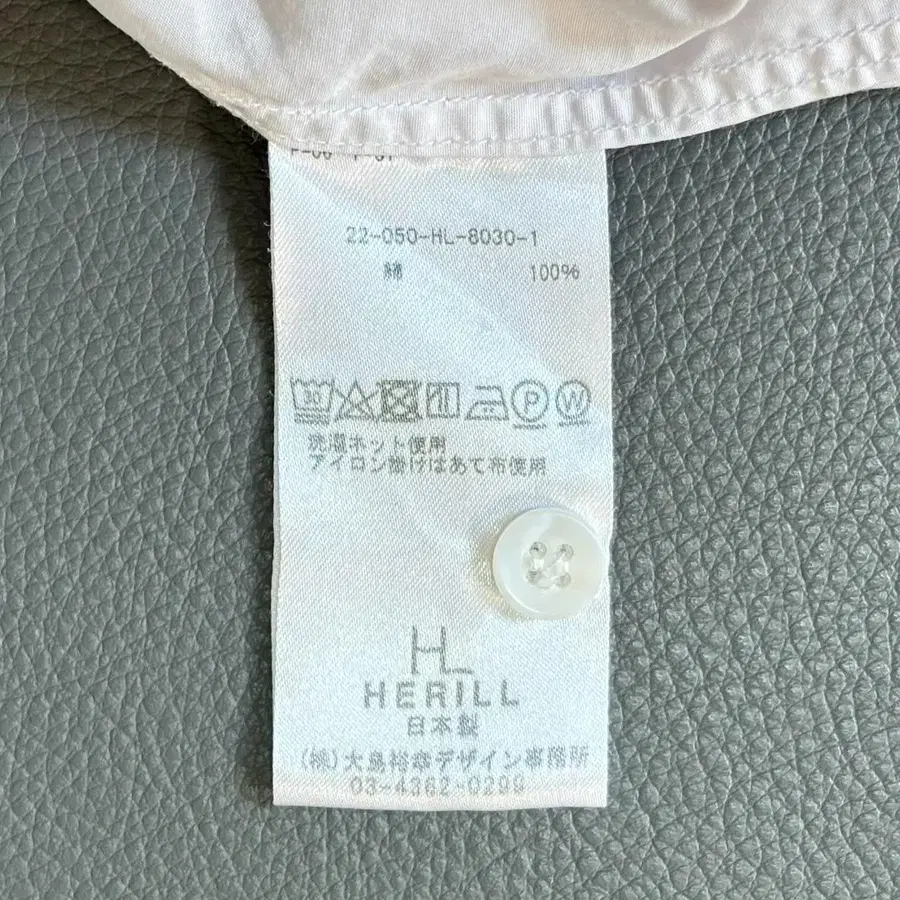 22-050-HL-8030-1
綿 100%
30
P W
洗濯ネット使用
アイロン掛けはあて布使用
HL
HERILL
日本製
(株)大島裕幸デザイン事務所
03-4362-0299